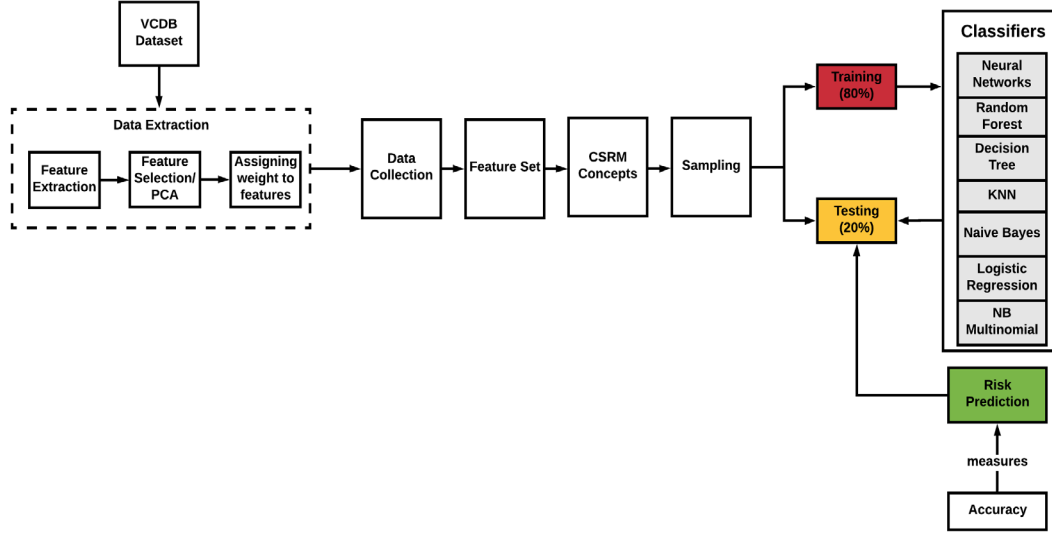 VCDB
Dataset
Data Extraction
Feature
Extraction
Feature
Selection/
PCA
Assigning
weight to
features
Data
Collection
Feature Set
CSRM
Concepts
Sampling
Training
(80%)
Testing
(20%)
Classifiers
Neural
Networks
Random
Forest
Decision
Tree
KNN
Naive Bayes
Logistic
Regression
NB
Multinomial
Risk
Prediction
measures
Accuracy